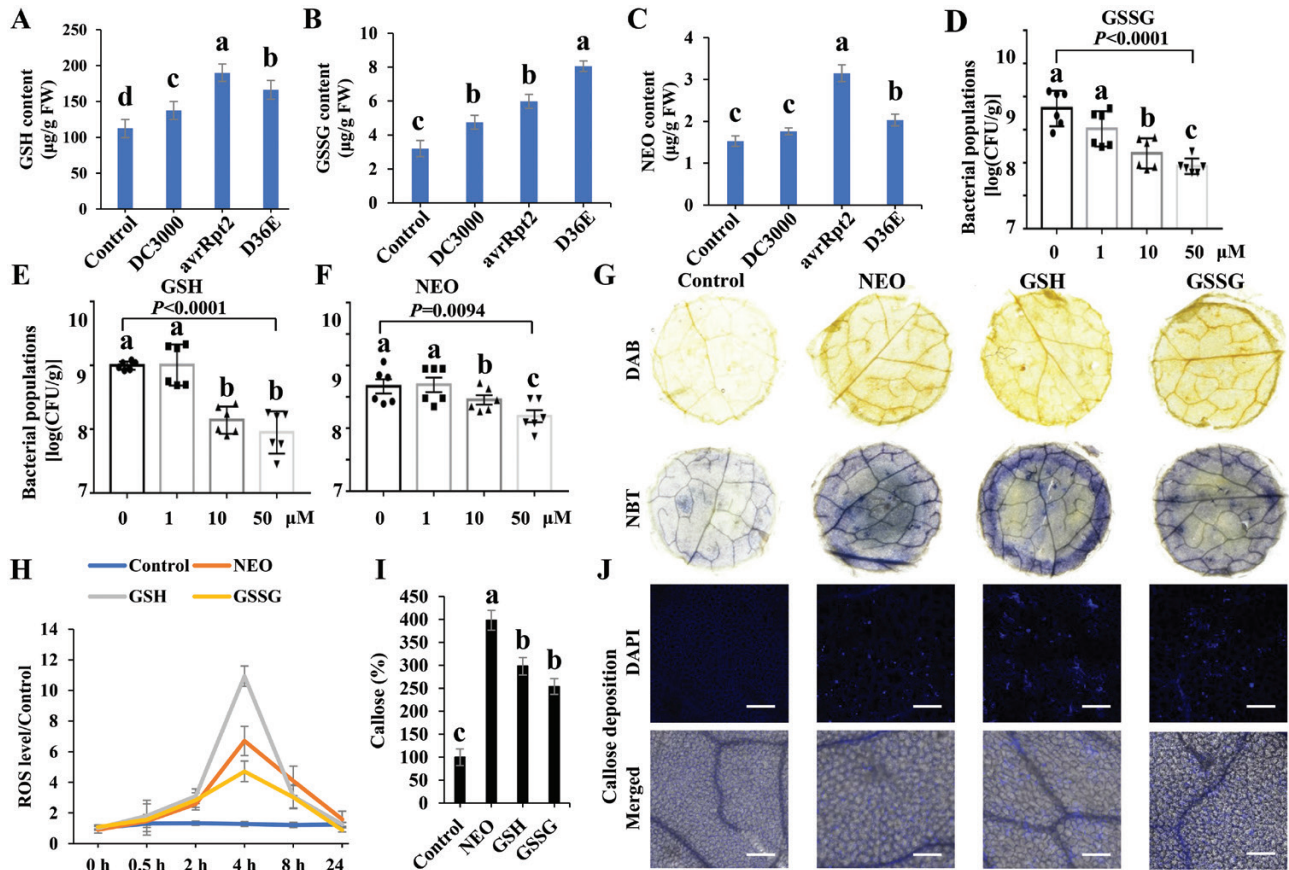 A
GSH content
(μg/g FW)
250
200
150
100
50
0
d
c
a
b
Control
DC3000
avrRpt2
D36E
B
GSSG content
(μg/g FW)
10
8
6
4
2
0
c
b
b
a
Control
DC3000
avrRpt2
D36E
C
NEO content
(μg/g FW)
4
3
2
1
0
c
c
a
b
Control
DC3000
avrRpt2
D36E
D
GSSG
P<0.0001
Bacterial populations
[log(CFU/g)]
10
9
8
7
a
a
b
c
0 1 10 50 μM
E
GSH
P<0.0001
Bacterial populations
[log(CFU/g)]
10
9
8
7
a
a
b
b
0 1 10 50 μM
F
NEO
P=0.0094
10
9
8
7
a
a
b
c
0 1 10 50 μM
G
Control NEO GSH GSSG
DAB
NBT
H
Control NEO
GSH GSSG
ROS level/Control
14
12
10
8
6
4
2
0
0 h 0.5 h 2 h 4 h 8 h 24
I
Callose (%)
450
400
350
300
250
200
150
100
50
0
c
a
b
b
Control
NEO
GSH
GSSG
J
Callose deposition
DAPI
Merged